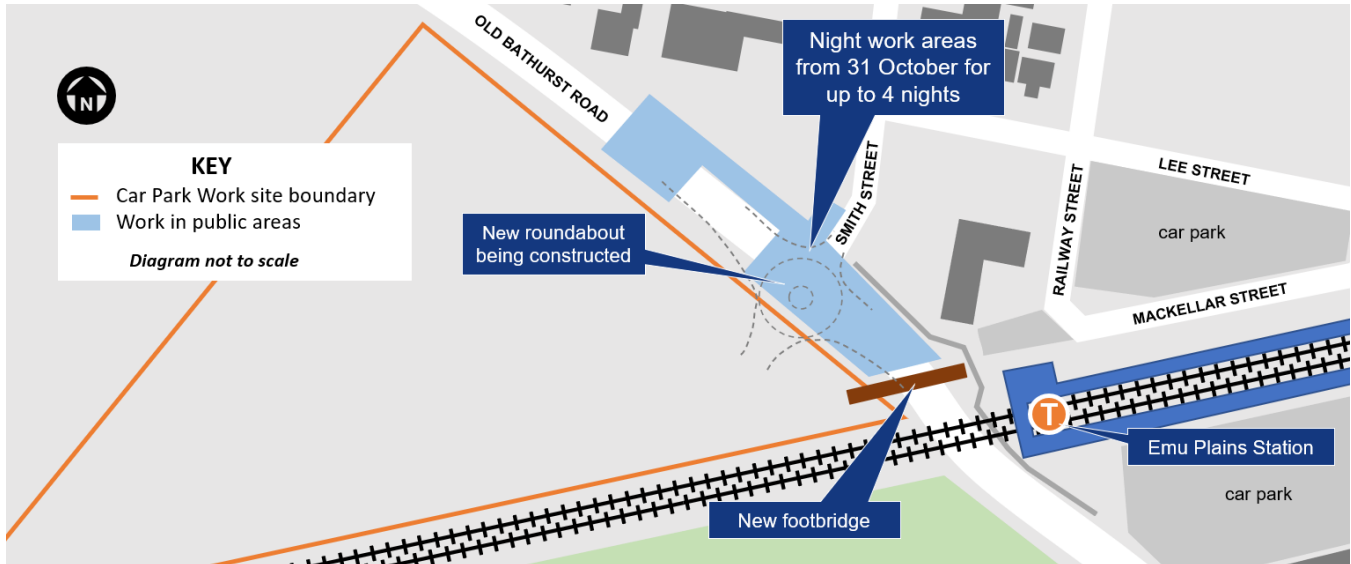 OLD BATHURST ROAD
Night work areas
from 31 October for
up to 4 nights
N
KEY
Car Park Work site boundary
Work in public areas
Diagram not to scale
SMITH STREET
LEE STREET
RAILWAY STREET
car park
New roundabout
being constructed
MACKELLAR STREET
T
Emu Plains Station
car park
New footbridge